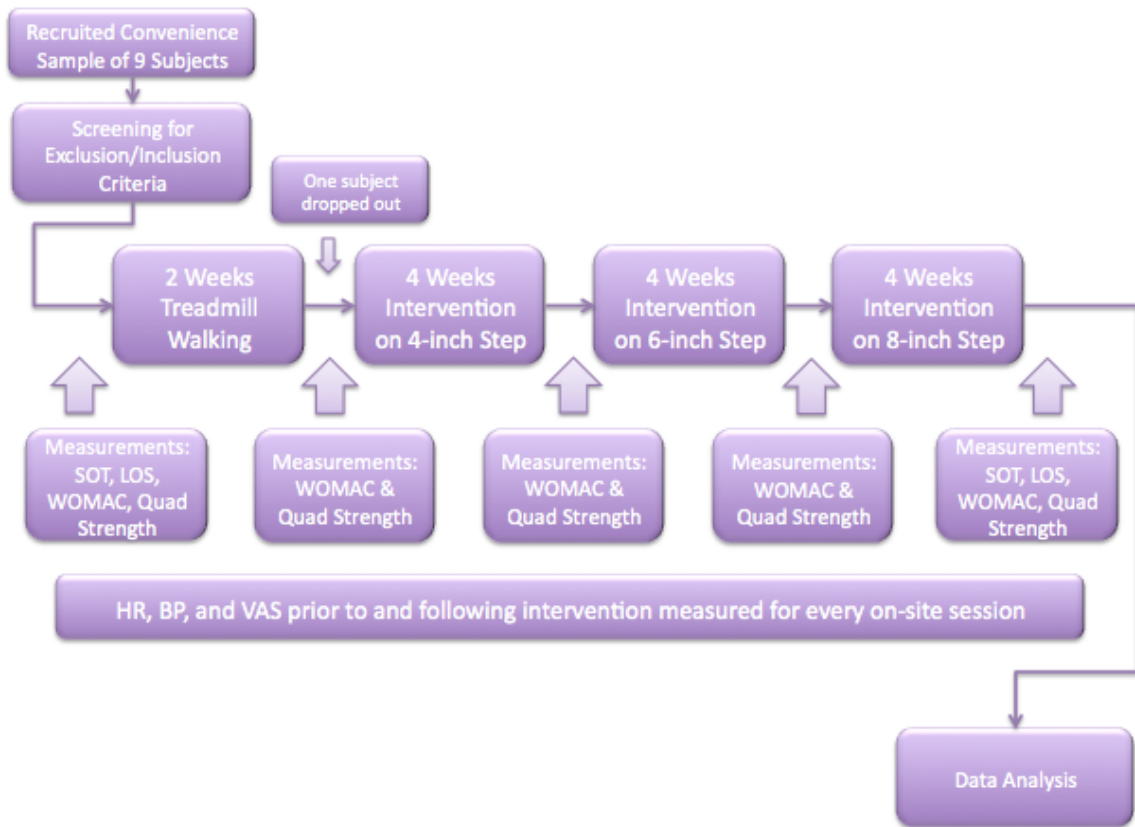 Recruited Convenience
Sample of 9 Subjects
Screening for
Exclusion/Inclusion
Criteria
One subject
dropped out
2 Weeks
Treadmill
Walking
4 Weeks
Intervention
on 4-inch Step
4 Weeks
Intervention
on 6-inch Step
4 Weeks
Intervention
on 8-inch Step
Measurements:
SOT, LOS,
WOMAC, Quad
Strength
Measurements:
WOMAC &
Quad Strength
Measurements:
WOMAC &
Quad Strength
Measurements:
WOMAC &
Quad Strength
Measurements:
SOT, LOS,
WOMAC, Quad
Strength
HR, BP, and VAS prior to and following intervention measured for every on-site session
Data Analysis